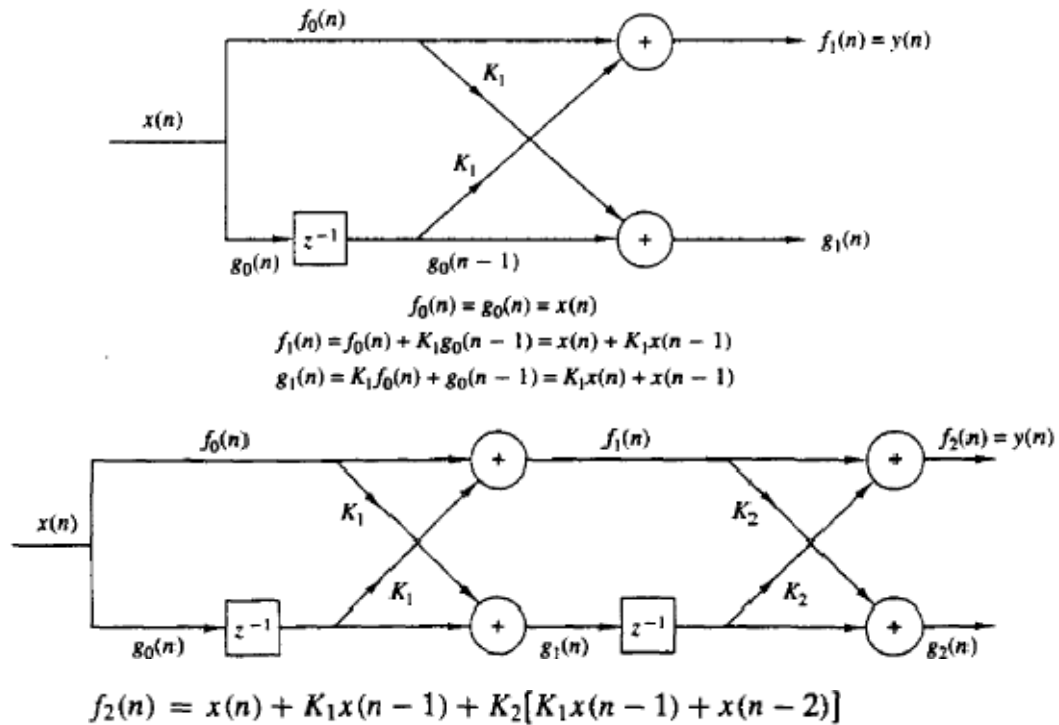 f₀(n)
f₁(n) = y(n)
K₁
x(n)
K₁
z⁻¹
g₀(n)
g₀(n − 1)
g₁(n)
f₀(n) = g₀(n) = x(n)
f₁(n) = f₀(n) + K₁g₀(n − 1) = x(n) + K₁x(n − 1)
g₁(n) = K₁f₀(n) + g₀(n − 1) = K₁x(n) + x(n − 1)
f₀(n)
f₁(n)
f₂(n) = y(n)
K₁
K₂
x(n)
K₁
K₂
z⁻¹
z⁻¹
g₀(n)
g₁(n)
g₂(n)
f₂(n) = x(n) + K₁x(n − 1) + K₂[K₁x(n − 1) + x(n − 2)]